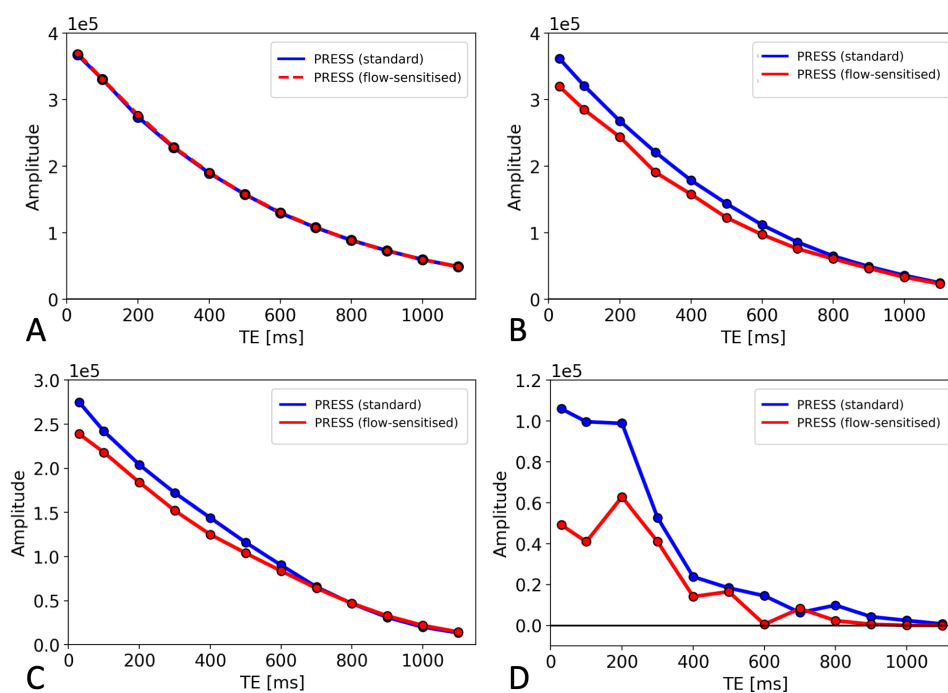 1e5
4
3
2
1
0
Amplitude
PRESS (standard)
PRESS (flow-sensitised)
0
200
400
600
800
1000
TE [ms]
A
1e5
4
3
2
1
0
Amplitude
PRESS (standard)
PRESS (flow-sensitised)
0
200
400
600
800
1000
TE [ms]
B
1e5
3.0
2.5
2.0
1.5
1.0
0.5
0.0
Amplitude
PRESS (standard)
PRESS (flow-sensitised)
0
200
400
600
800
1000
TE [ms]
C
1e5
1.2
1.0
0.8
0.6
0.4
0.2
0.0
Amplitude
PRESS (standard)
PRESS (flow-sensitised)
0
200
400
600
800
1000
TE [ms]
D